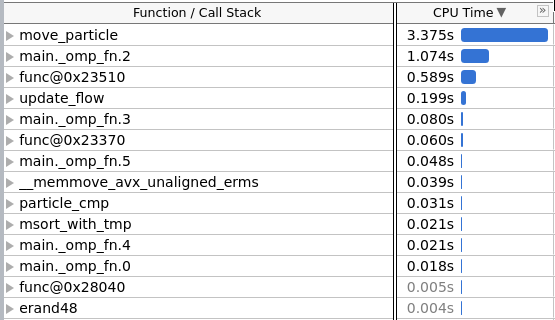 Function / Call Stack CPU Time ▼ »
move_particle 3.375s
main._omp_fn.2 1.074s
func@0x23510 0.589s
update_flow 0.199s
main._omp_fn.3 0.080s
func@0x23370 0.060s
main._omp_fn.5 0.048s
__memmove_avx_unaligned_erms 0.039s
particle_cmp 0.031s
msort_with_tmp 0.021s
main._omp_fn.4 0.021s
main._omp_fn.0 0.018s
func@0x28040 0.005s
erand48 0.004s